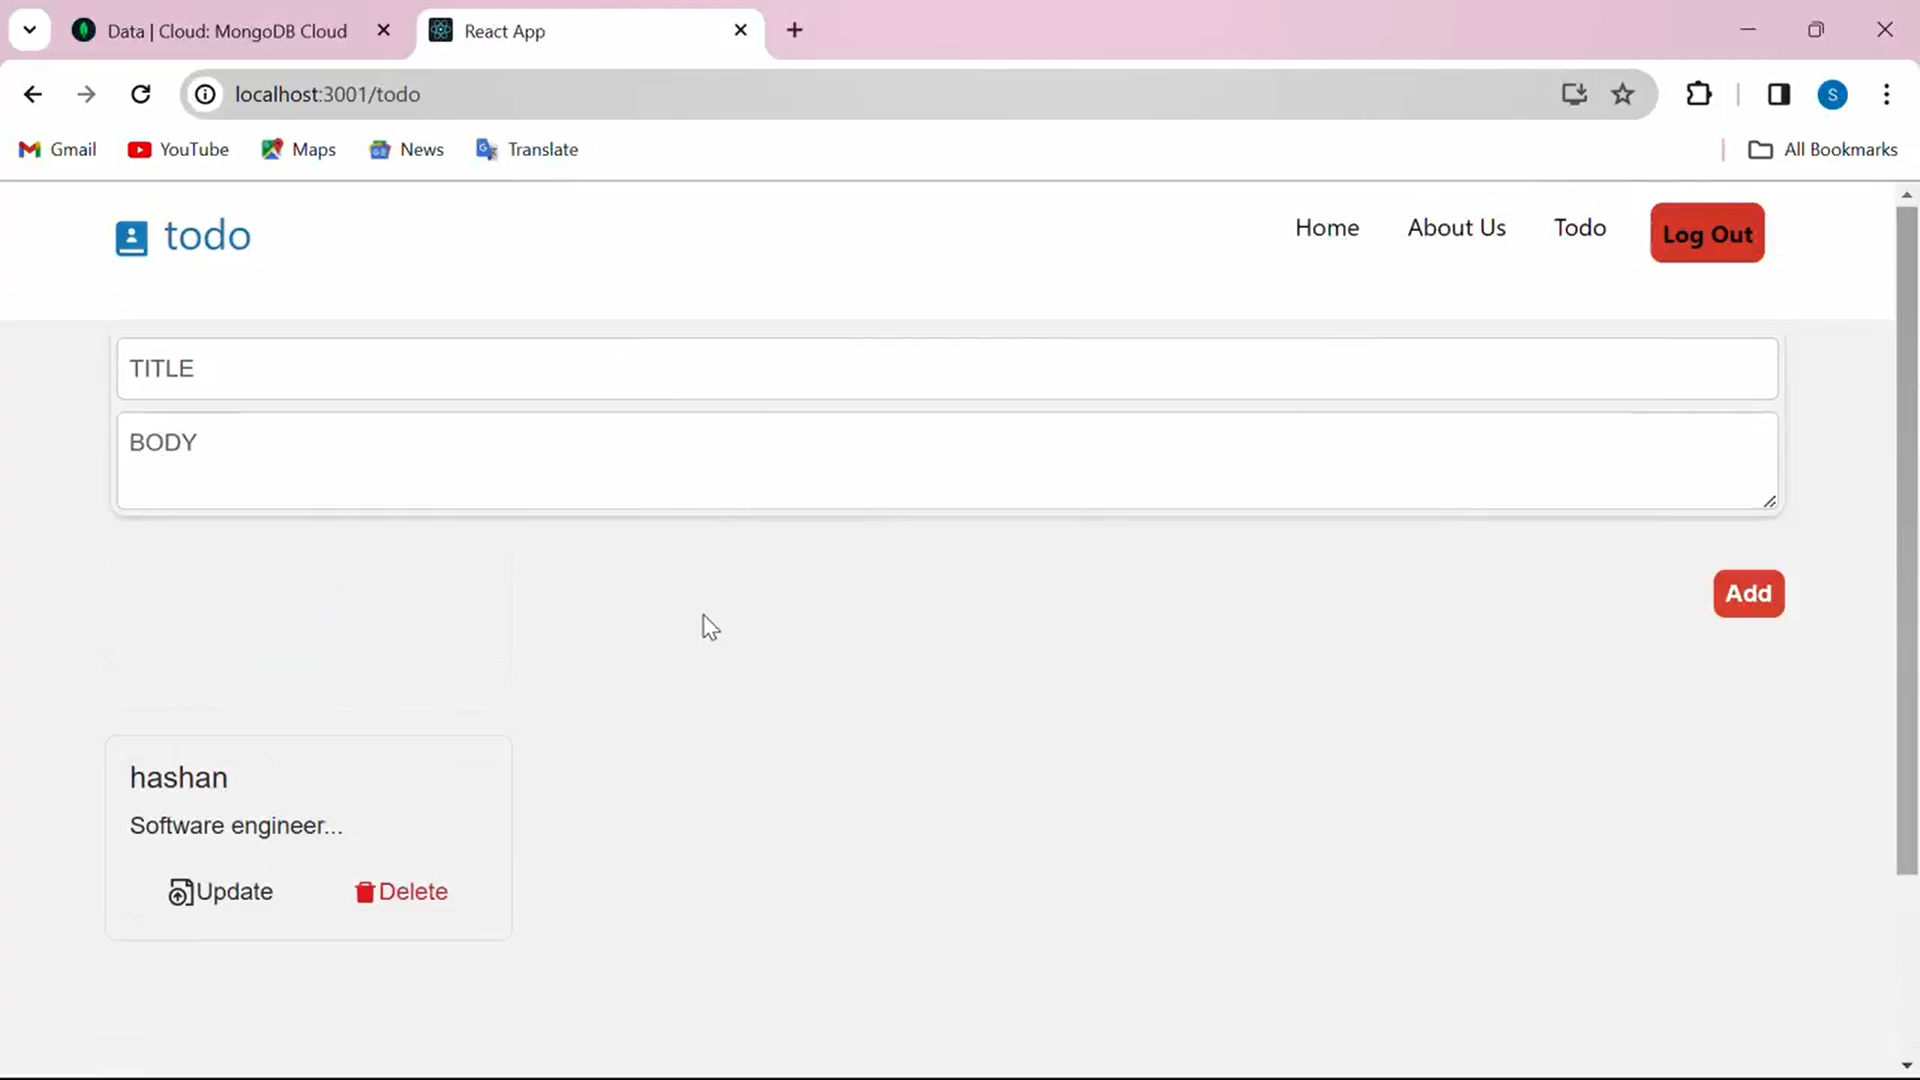 Data | Cloud: MongoDB Cloud
React App
localhost:3001/todo
S
Gmail
YouTube
Maps
News
Translate
All Bookmarks
todo
Home
About Us
Todo
Log Out
TITLE
BODY
Add
hashan
Software engineer...
Update
Delete